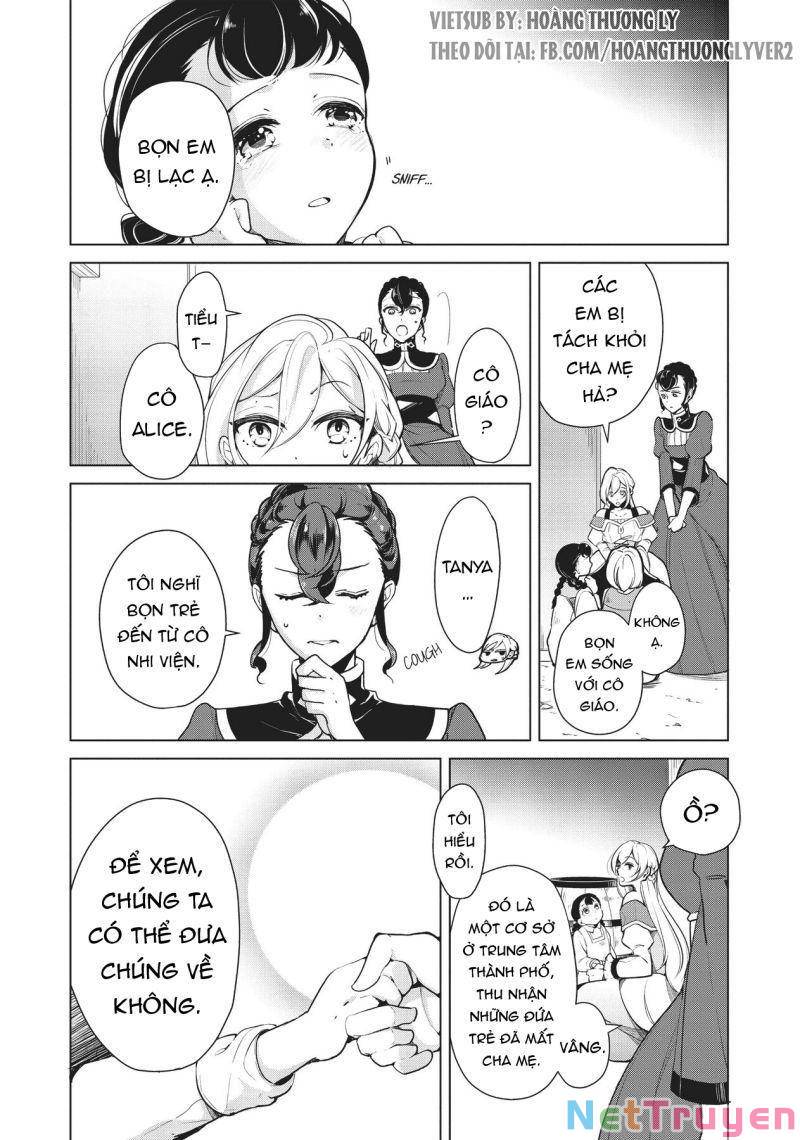 VIETSUB BY: HOÀNG THƯƠNG LY
THEO DÕI TẠI: FB.COM/HOANGTHUONGLYVER2
BỌN EM
BỊ LẠC Ạ.
SNIFF...
CÁC
EM BỊ
TÁCH KHỎI
CHA MẸ
HẢ?
KHÔNG
Ạ.
BỌN
EM SỐNG
VỚI CÔ
GIÁO.
CÔ
GIÁO
?
TIỂU
T-
CÔ
ALICE.
TANYA
...
COUGH
TÔI NGHĨ
BỌN TRẺ
ĐẾN TỪ CÔ
NHI VIỆN.
Ồ?
TÔI
HIỂU
RỒI.
ĐÓ LÀ
MỘT CƠ SỞ
Ở TRUNG TÂM
THÀNH PHỐ,
THU NHẬN
NHỮNG ĐỨA
TRẺ ĐÃ MẤT
CHA MẸ.
VÂNG.
ĐỂ XEM,
CHÚNG TA
CÓ THỂ ĐƯA
CHÚNG VỀ
KHÔNG.
NetTruyen